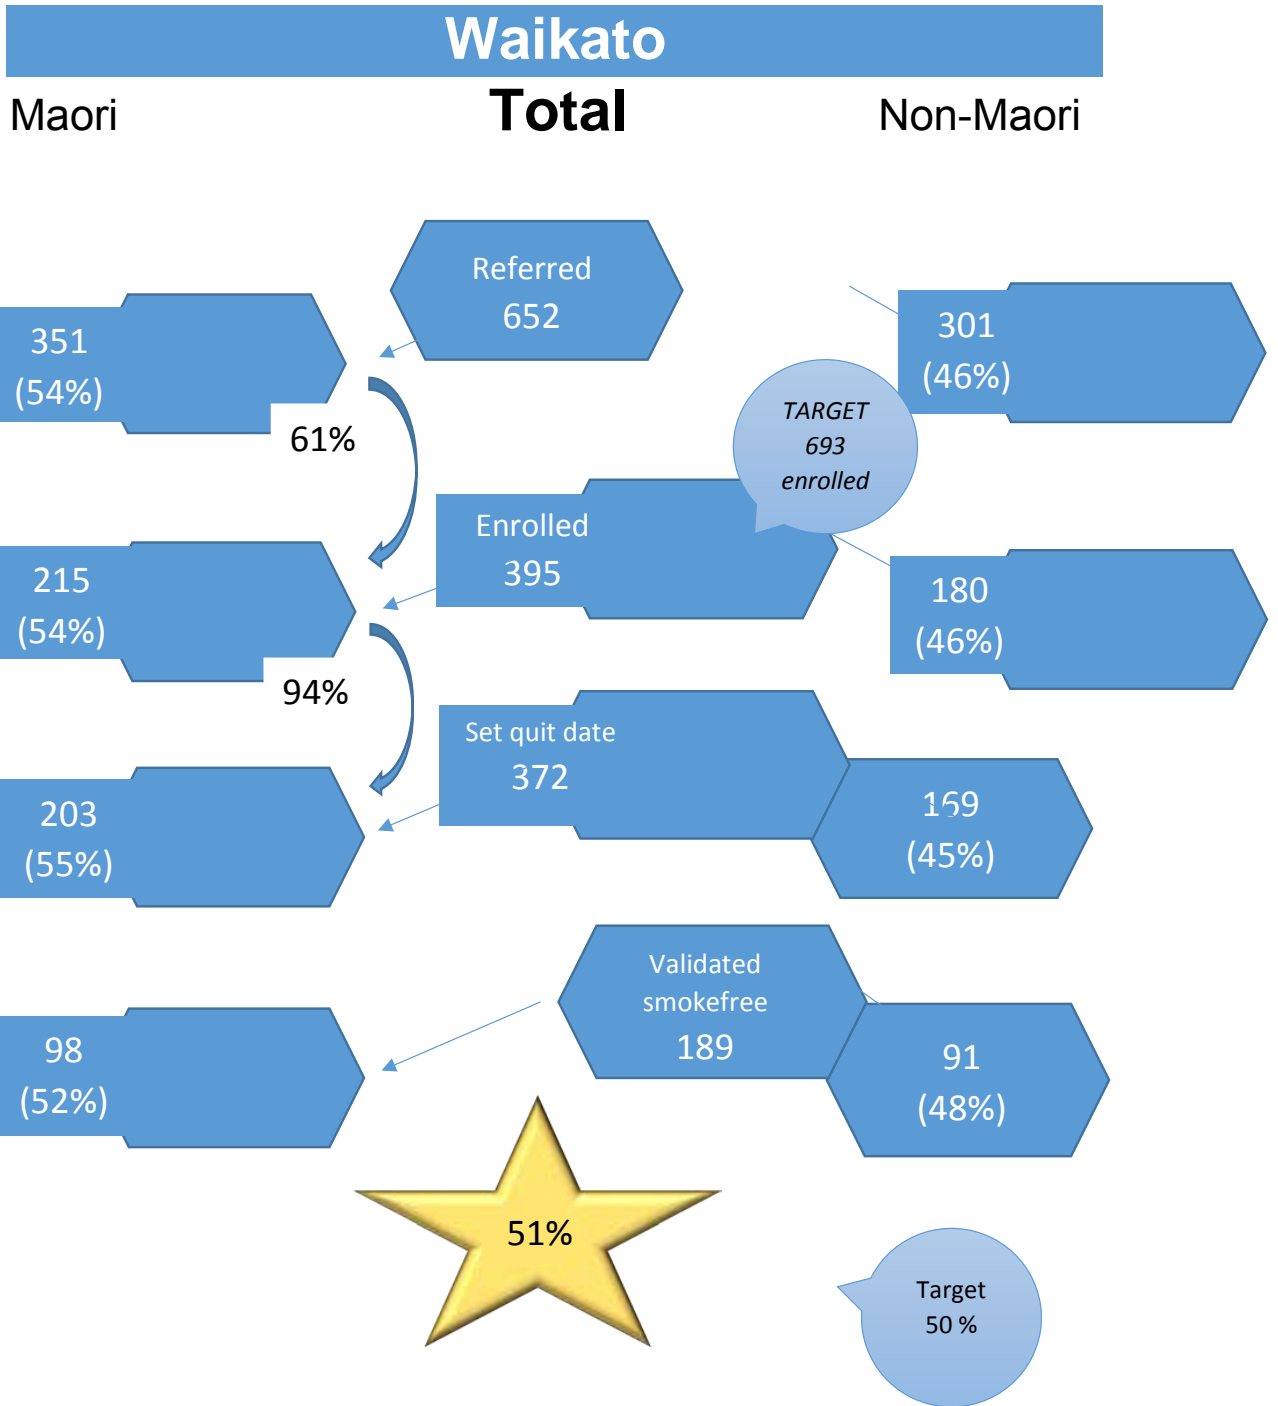 Waikato
Maori
Total
Non-Maori
Referred
652
351
(54%)
301
(46%)
61%
TARGET
693
enrolled
Enrolled
395
215
(54%)
180
(46%)
94%
Set quit date
372
203
(55%)
169
(45%)
Validated
smokefree
189
98
(52%)
91
(48%)
51%
Target
50 %